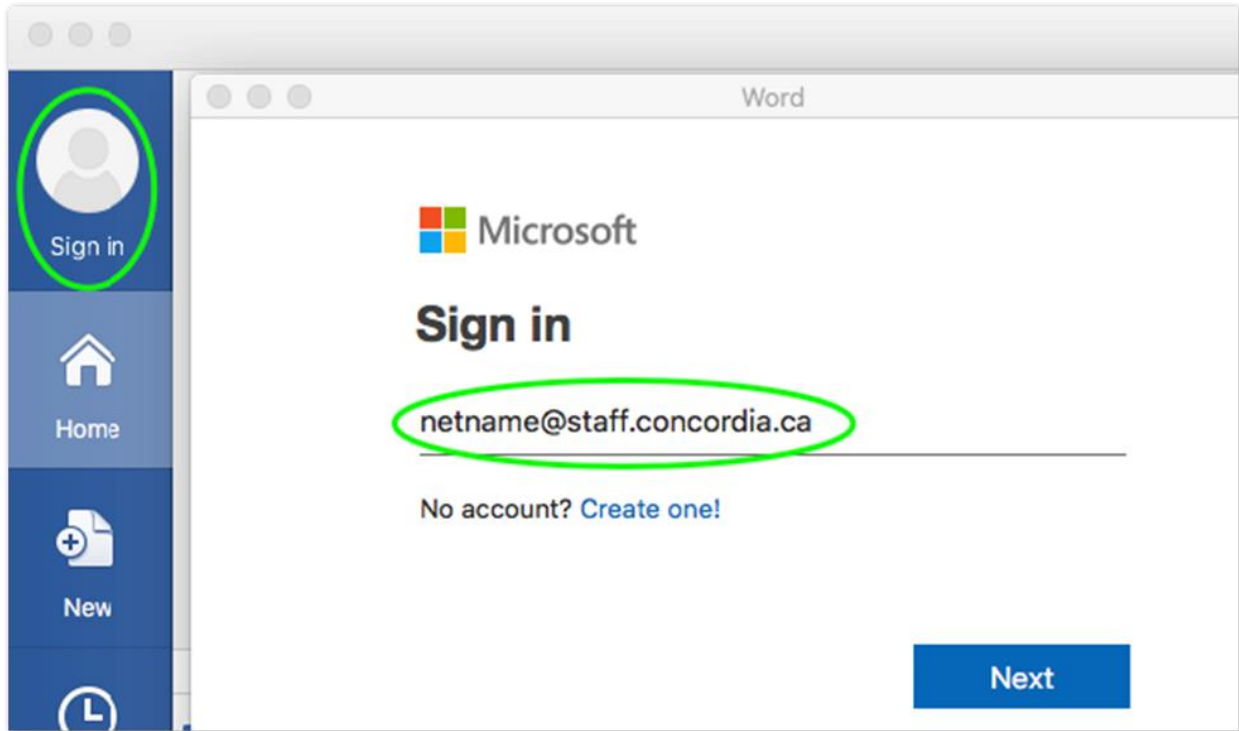 Word
Sign in
Home
New
Microsoft
Sign in
netname@staff.concordia.ca
No account? Create one!
Next